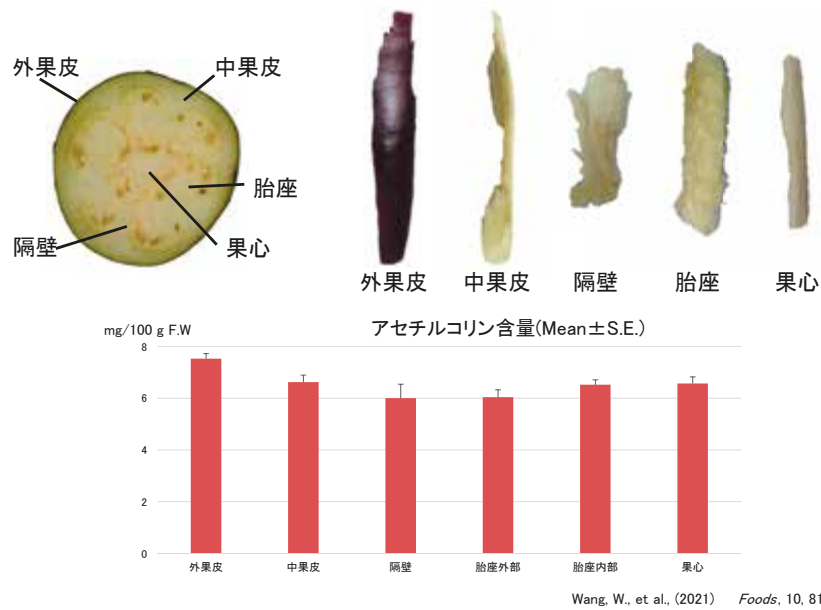 外果皮
中果皮
胎座
隔壁
果心
外果皮
中果皮
隔壁
胎座
果心
mg/100 g F.W
アセチルコリン含量(Mean±S.E.)
8
6
4
2
0
外果皮
中果皮
隔壁
胎座外部
胎座内部
果心
Wang, W., et al., (2021) Foods, 10, 81